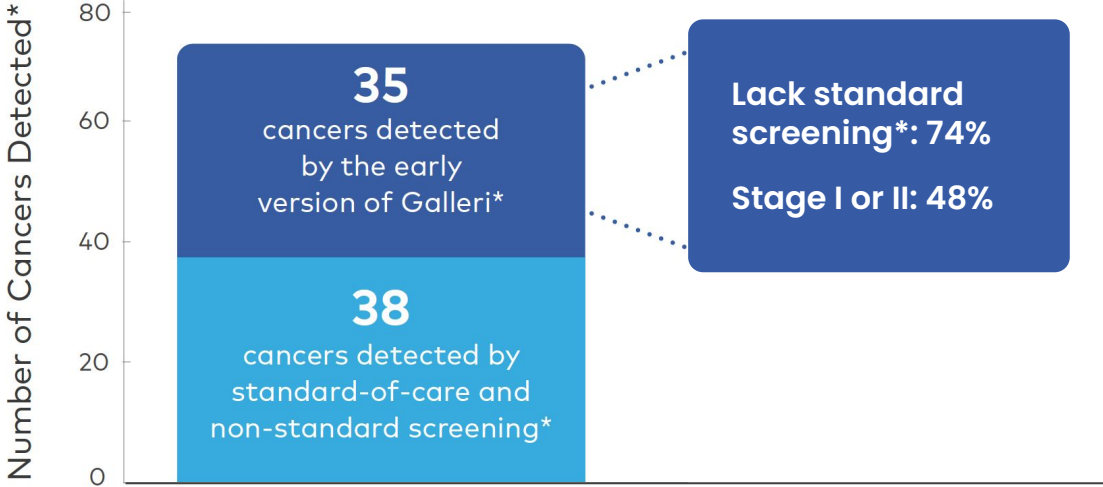 Number of Cancers Detected*
80
60
40
20
0
35
cancers detected
by the early
version of Galleri*
38
cancers detected by
standard-of-care and
non-standard screening*
Lack standard
screening*: 74%
Stage I or II: 48%